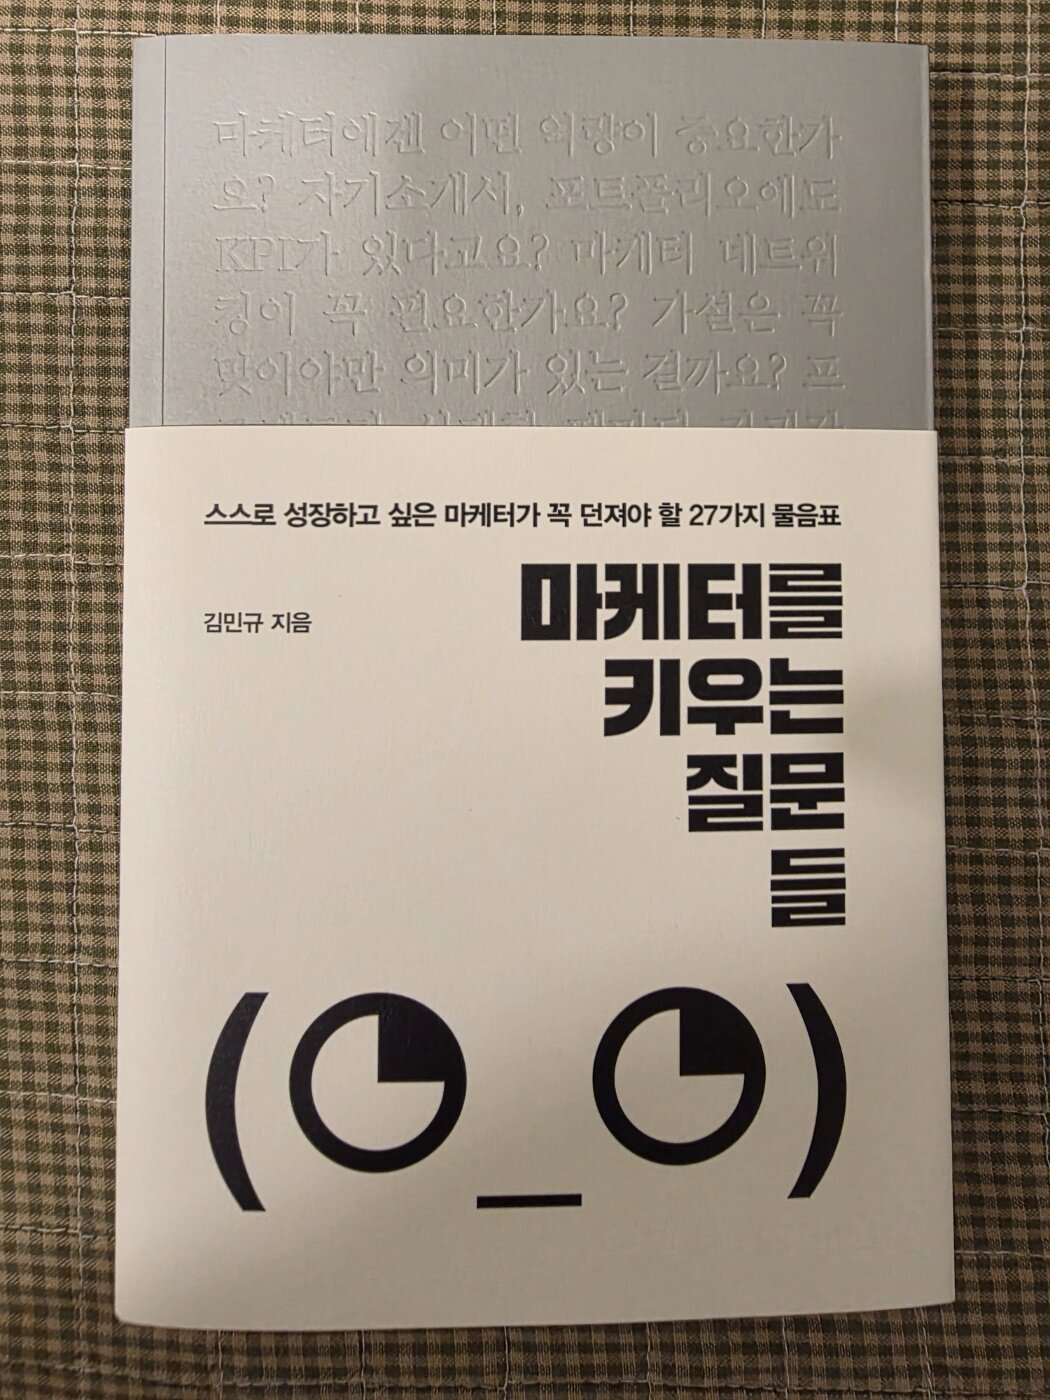 마케터에겐 어떤 역량이 중요한가
요? 자기소개서, 포트폴리오에도
KPI가 있다고요? 마케터 네트워
킹이 꼭 필요한가요? 가설은 꼭
맞아야만 의미가 있는 걸까요? 프
스스로 성장하고 싶은 마케터가 꼭 던져야 할 27가지 물음표
김민규 지음
마케터를
키우는
질문
들
(◔_◔)